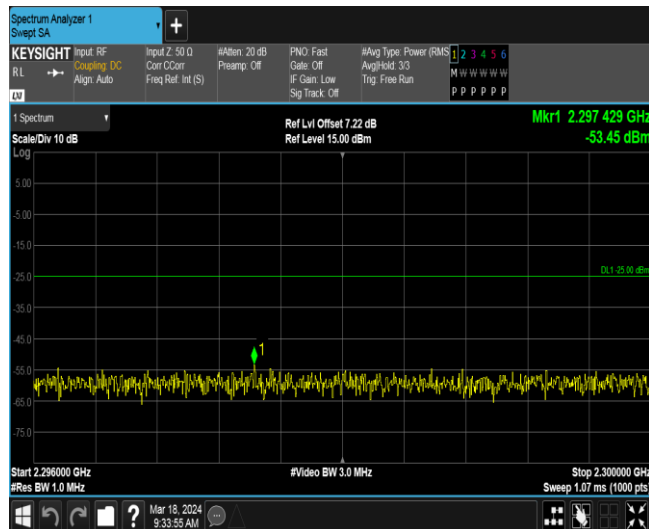 Spectrum Analyzer 1
Swept SA
+
KEYSIGHT
RL
LXI
Input: RF
Coupling: DC
Align: Auto
Input Z: 50 Ω
Corr CCorr
Freq Ref: Int (S)
#Atten: 20 dB
Preamp: Off
PNO: Fast
Gate: Off
IF Gain: Low
Sig Track: Off
#Avg Type: Power (RMS
Avg|Hold: 3/3
Trig: Free Run
1 2 3 4 5 6
M W W W W W
P P P P P P
1 Spectrum
Scale/Div 10 dB
Log
Ref Lvl Offset 7.22 dB
Ref Level 15.00 dBm
Mkr1 2.297 429 GHz
-53.45 dBm
5.00
-5.00
-15.0
-25.0
DL1 -25.00 dBm
-35.0
-45.0
1
-55.0
-65.0
-75.0
Start 2.296000 GHz
#Video BW 3.0 MHz
Stop 2.300000 GHz
#Res BW 1.0 MHz
Sweep 1.07 ms (1000 pts)
?
Mar 18, 2024
9:33:55 AM